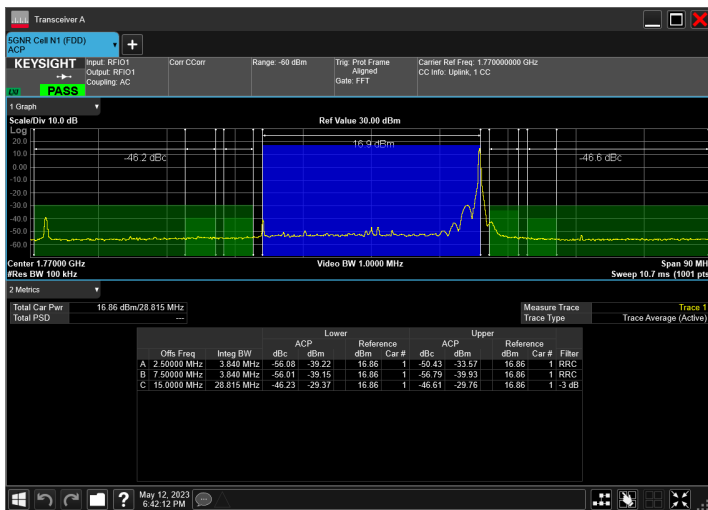 Transceiver A
5GNR Cell N1 (FDD)
ACP
KEYSIGHT
Input: RFIO1
Output: RFIO1
Coupling: AC
Corr CCorr
Range: -60 dBm
Trig: Prot Frame
Aligned
Gate: FFT
Carrier Ref Freq: 1.770000000 GHz
CC Info: Uplink, 1 CC
PASS
1 Graph
Scale/Div 10.0 dB
Ref Value 30.00 dBm
Log
20.0
10.0
0.00
-10.0
-20.0
-30.0
-40.0
-50.0
-60.0
-46.2 dBc
16.9 dBm
-46.6 dBc
Center 1.77000 GHz
Video BW 1.0000 MHz
Span 90 MH
#Res BW 100 kHz
Sweep 10.7 ms (1001 pts
2 Metrics
Total Car Pwr 16.86 dBm/28.815 MHz
Total PSD ---
Measure Trace Trace 1
Trace Type Trace Average (Active)
Lower Upper
ACP Reference ACP Reference
Offs Freq Integ BW dBc dBm dBm Car # dBc dBm dBm Car # Filter
A 2.50000 MHz 3.840 MHz -56.08 -39.22 16.86 1 -50.43 -33.57 16.86 1 RRC
B 7.50000 MHz 3.840 MHz -56.01 -39.15 16.86 1 -56.79 -39.93 16.86 1 RRC
C 15.0000 MHz 28.815 MHz -46.23 -29.37 16.86 1 -46.61 -29.76 16.86 1 -3 dB
May 12, 2023
6:42:12 PM